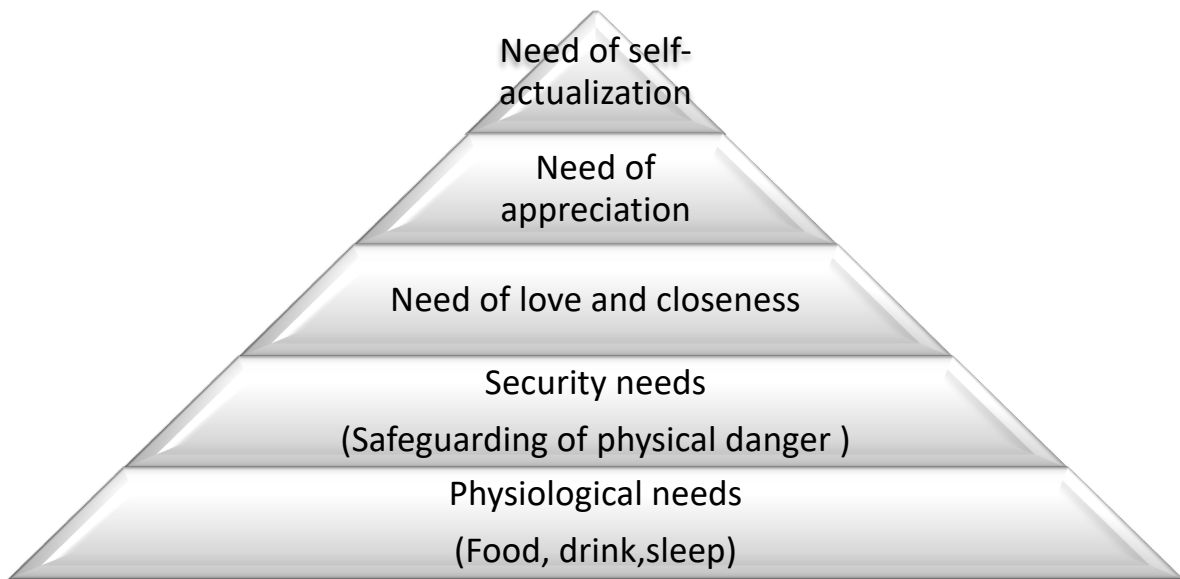 Need of self-
actualization
Need of
appreciation
Need of love and closeness
Security needs
(Safeguarding of physical danger )
Physiological needs
(Food, drink,sleep)